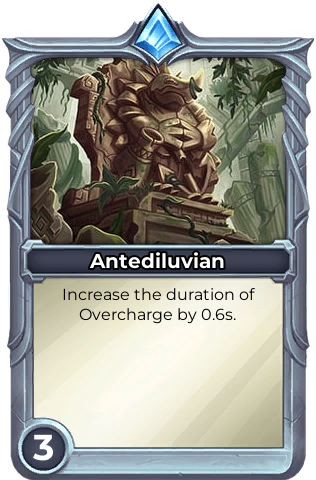 Antediluvian
Increase the duration of
Overcharge by 0.6s.
3